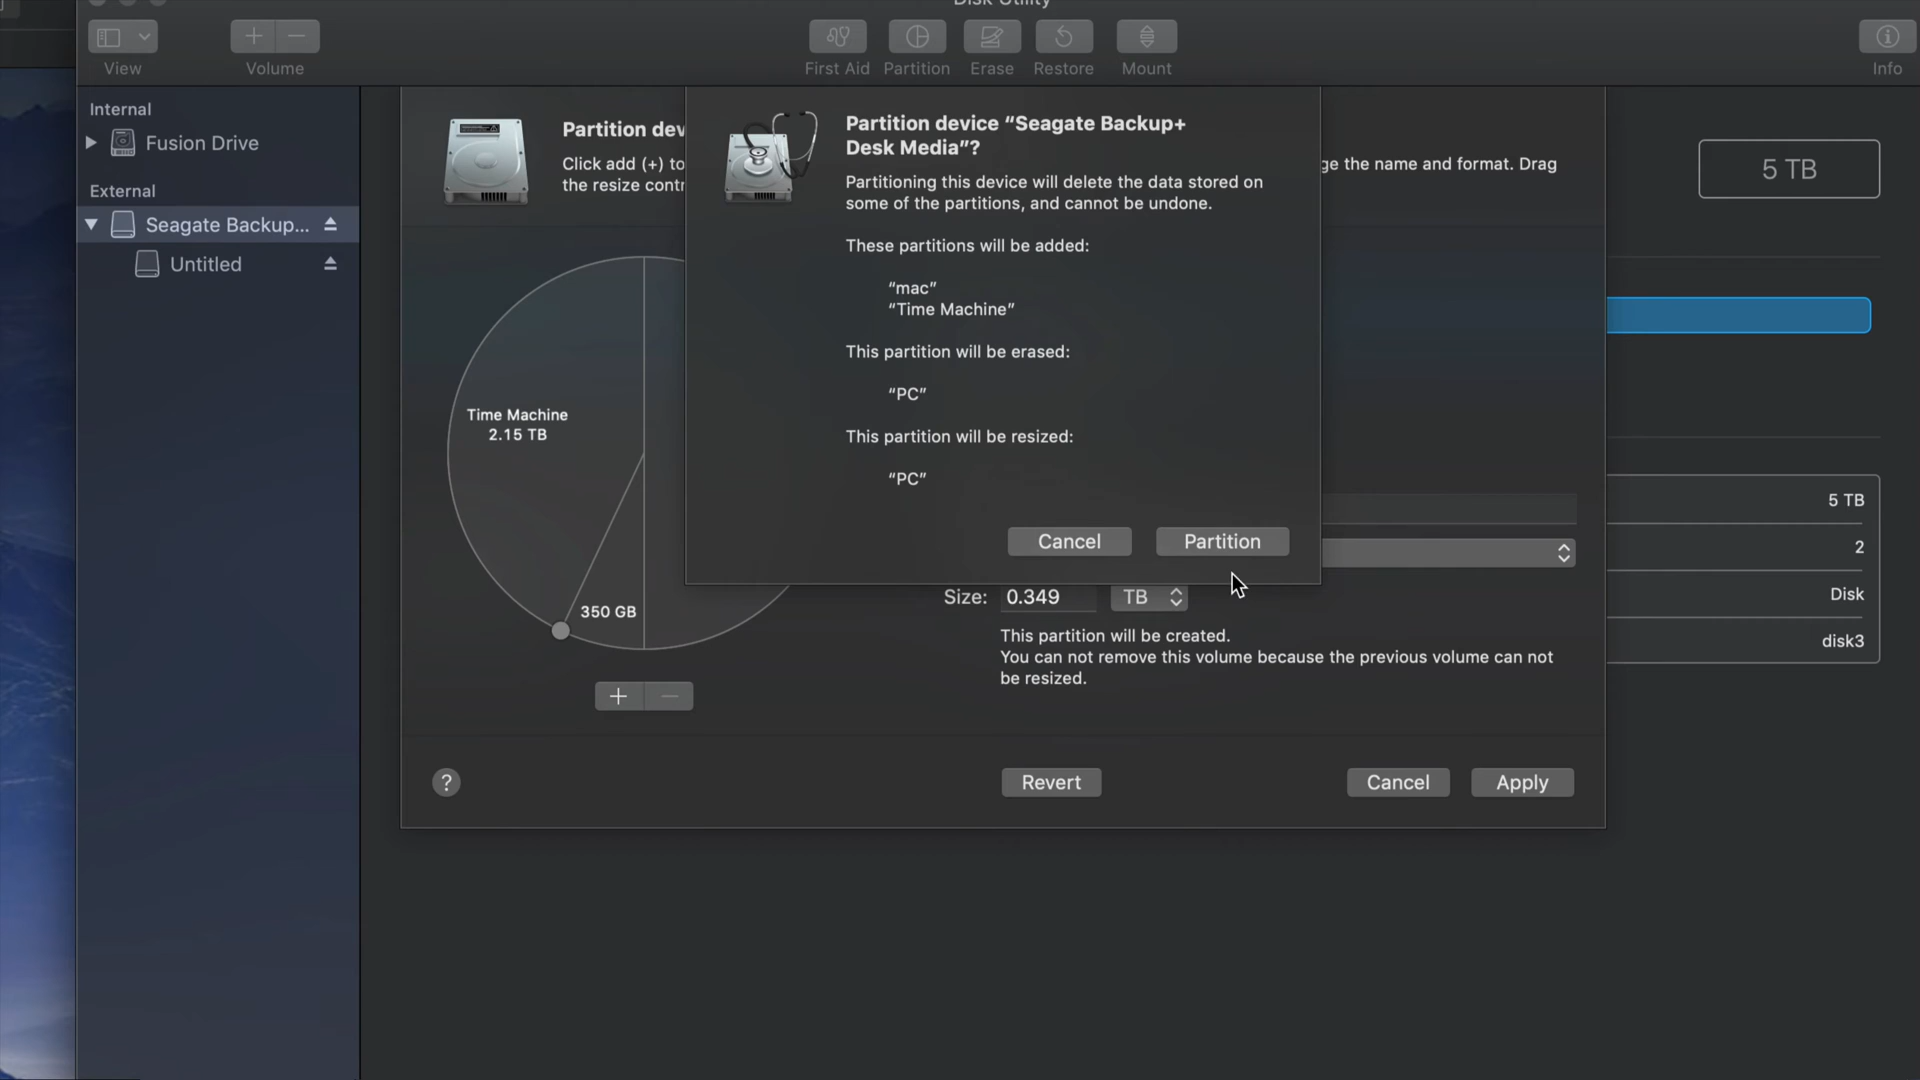 Disk Utility
View
Volume
First Aid
Partition
Erase
Restore
Mount
Info
Internal
Fusion Drive
External
Seagate Backup...
Untitled
Partition dev
Click add (+) to
the resize contr
ge the name and format. Drag
5 TB
Partition device “Seagate Backup+
Desk Media”?
Partitioning this device will delete the data stored on
some of the partitions, and cannot be undone.
These partitions will be added:
“mac”
“Time Machine”
This partition will be erased:
“PC”
This partition will be resized:
“PC”
Cancel
Partition
Time Machine
2.15 TB
350 GB
Size: 0.349 TB
This partition will be created.
You can not remove this volume because the previous volume can not
be resized.
5 TB
2
Disk
disk3
?
Revert
Cancel
Apply